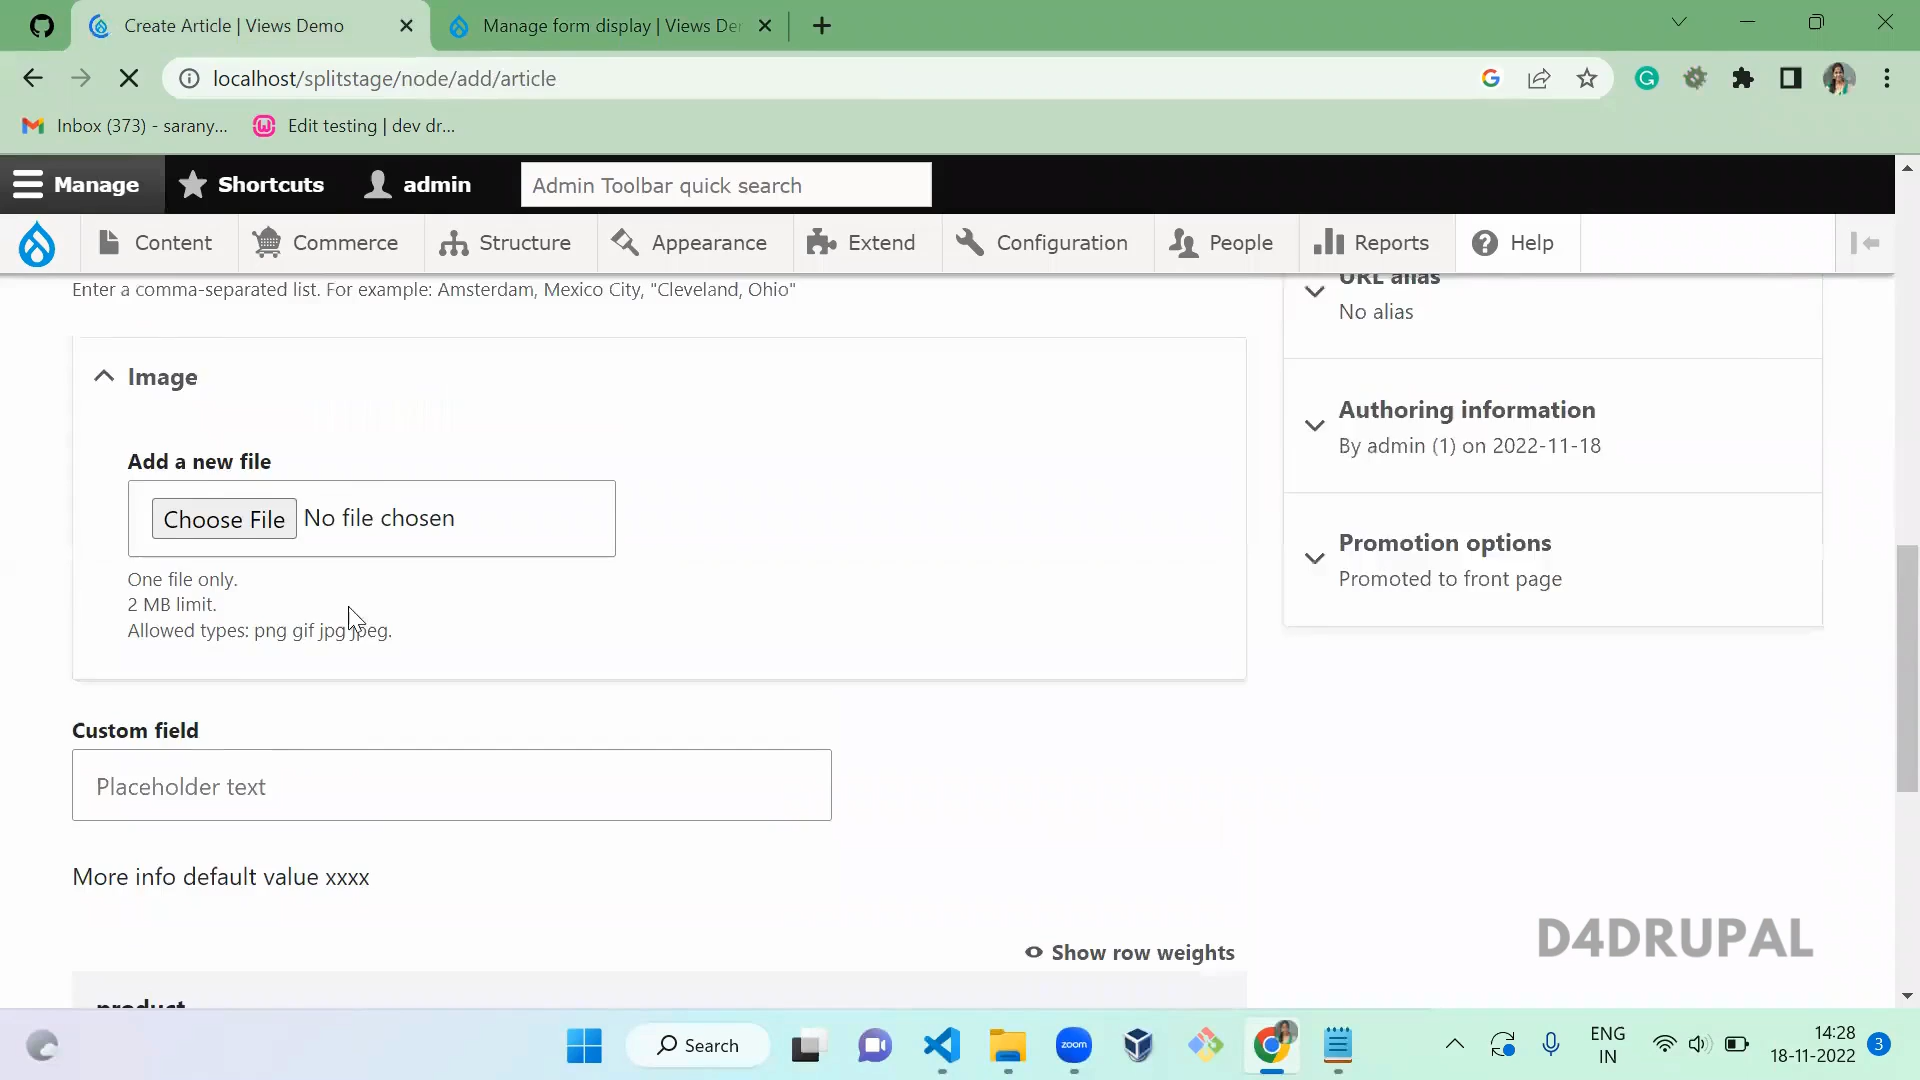 Create Article | Views Demo
Manage form display | Views De
localhost/splitstage/node/add/article
Inbox (373) - sarany...
Edit testing | dev dr...
Manage
Shortcuts
admin
Admin Toolbar quick search
Content
Commerce
Structure
Appearance
Extend
Configuration
People
Reports
Help
Enter a comma-separated list. For example: Amsterdam, Mexico City, "Cleveland, Ohio"
URL alias
No alias
Image
Authoring information
By admin (1) on 2022-11-18
Add a new file
Choose File No file chosen
Promotion options
Promoted to front page
One file only.
2 MB limit.
Allowed types: png gif jpg jpeg.
Custom field
Placeholder text
More info default value xxxx
D4DRUPAL
Show row weights
product
Search
zoom
ENG
IN
14:28
18-11-2022
3